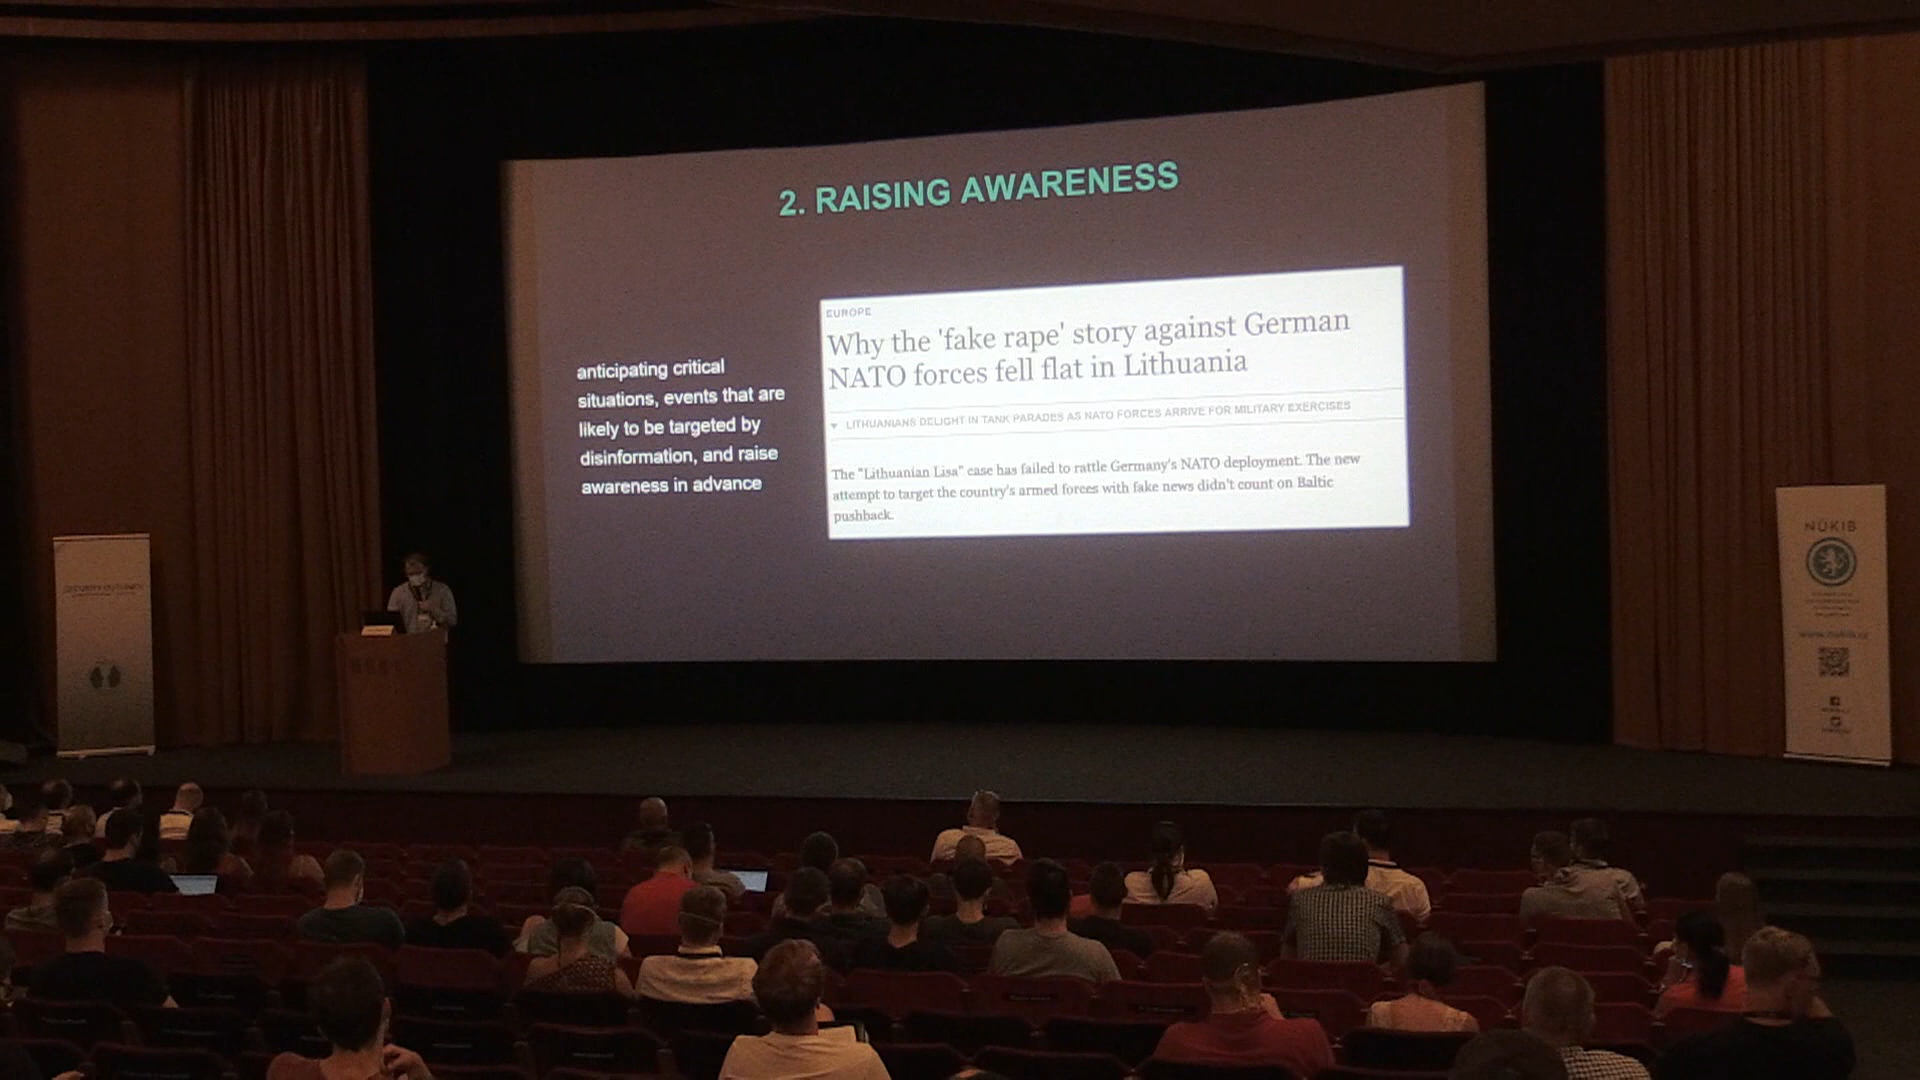 2. RAISING AWARENESS
anticipating critical
situations, events that are
likely to be targeted by
disinformation, and raise
awareness in advance
EUROPE
Why the 'fake rape' story against German
NATO forces fell flat in Lithuania
LITHUANIANS DELIGHT IN TANK PARADES AS NATO FORCES ARRIVE FOR MILITARY EXERCISES
The "Lithuanian Lisa" case has failed to rattle Germany's NATO deployment. The new
attempt to target the country's armed forces with fake news didn't count on Baltic
pushback.
NÚKIB
www.nukib.cz